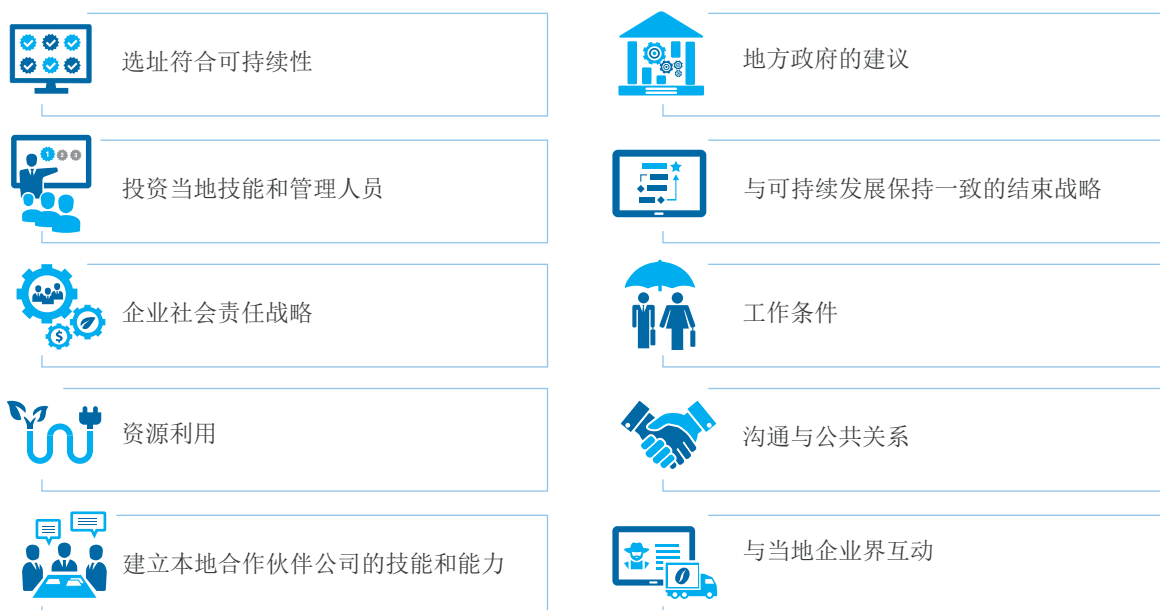 选址符合可持续性
地方政府的建议
投资当地技能和管理人员
与可持续发展保持一致的结束战略
企业社会责任战略
工作条件
资源利用
沟通与公共关系
建立本地合作伙伴公司的技能和能力
与当地企业界互动